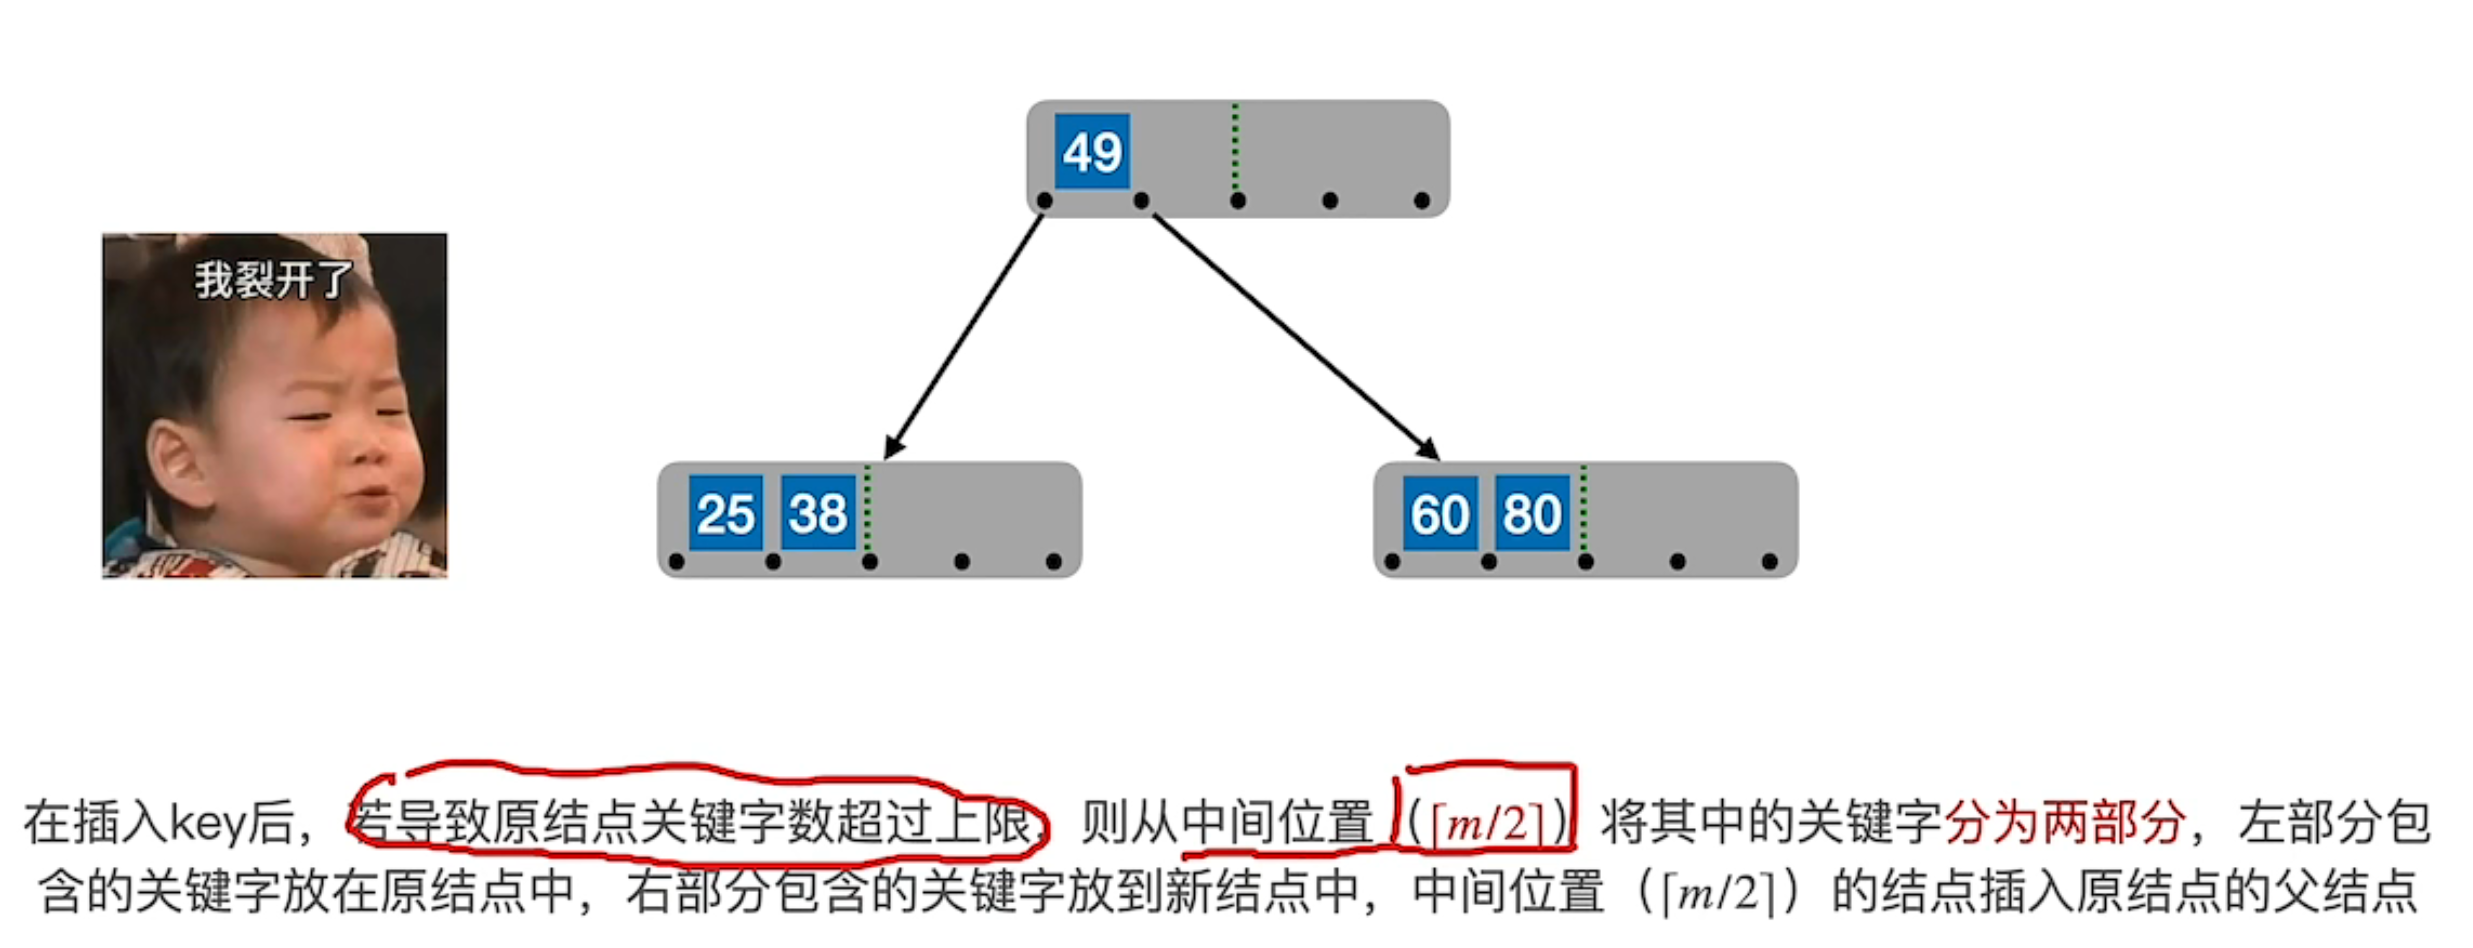 49
我裂开了
25 38
60 80
在插入key后，若导致原结点关键字数超过上限，则从中间位置（⌈m/2⌉）将其中的关键字分为两部分，左部分包
含的关键字放在原结点中，右部分包含的关键字放到新结点中，中间位置（⌈m/2⌉）的结点插入原结点的父结点